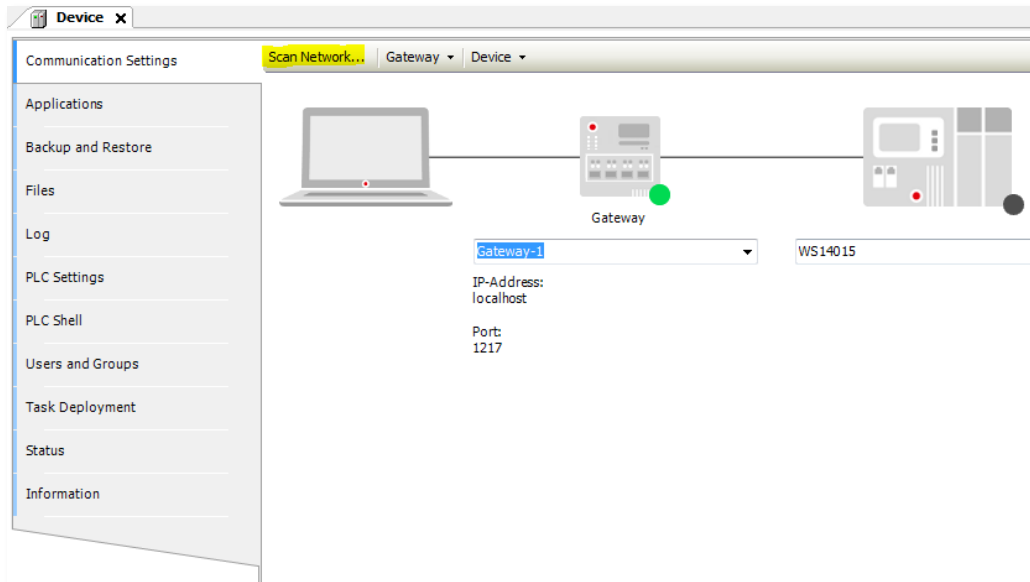 Device
Communication Settings
Scan Network...
Gateway
Device
Applications
Backup and Restore
Files
Log
PLC Settings
PLC Shell
Users and Groups
Task Deployment
Status
Information
Gateway
Gateway-1
WS14015
IP-Address:
localhost
Port:
1217